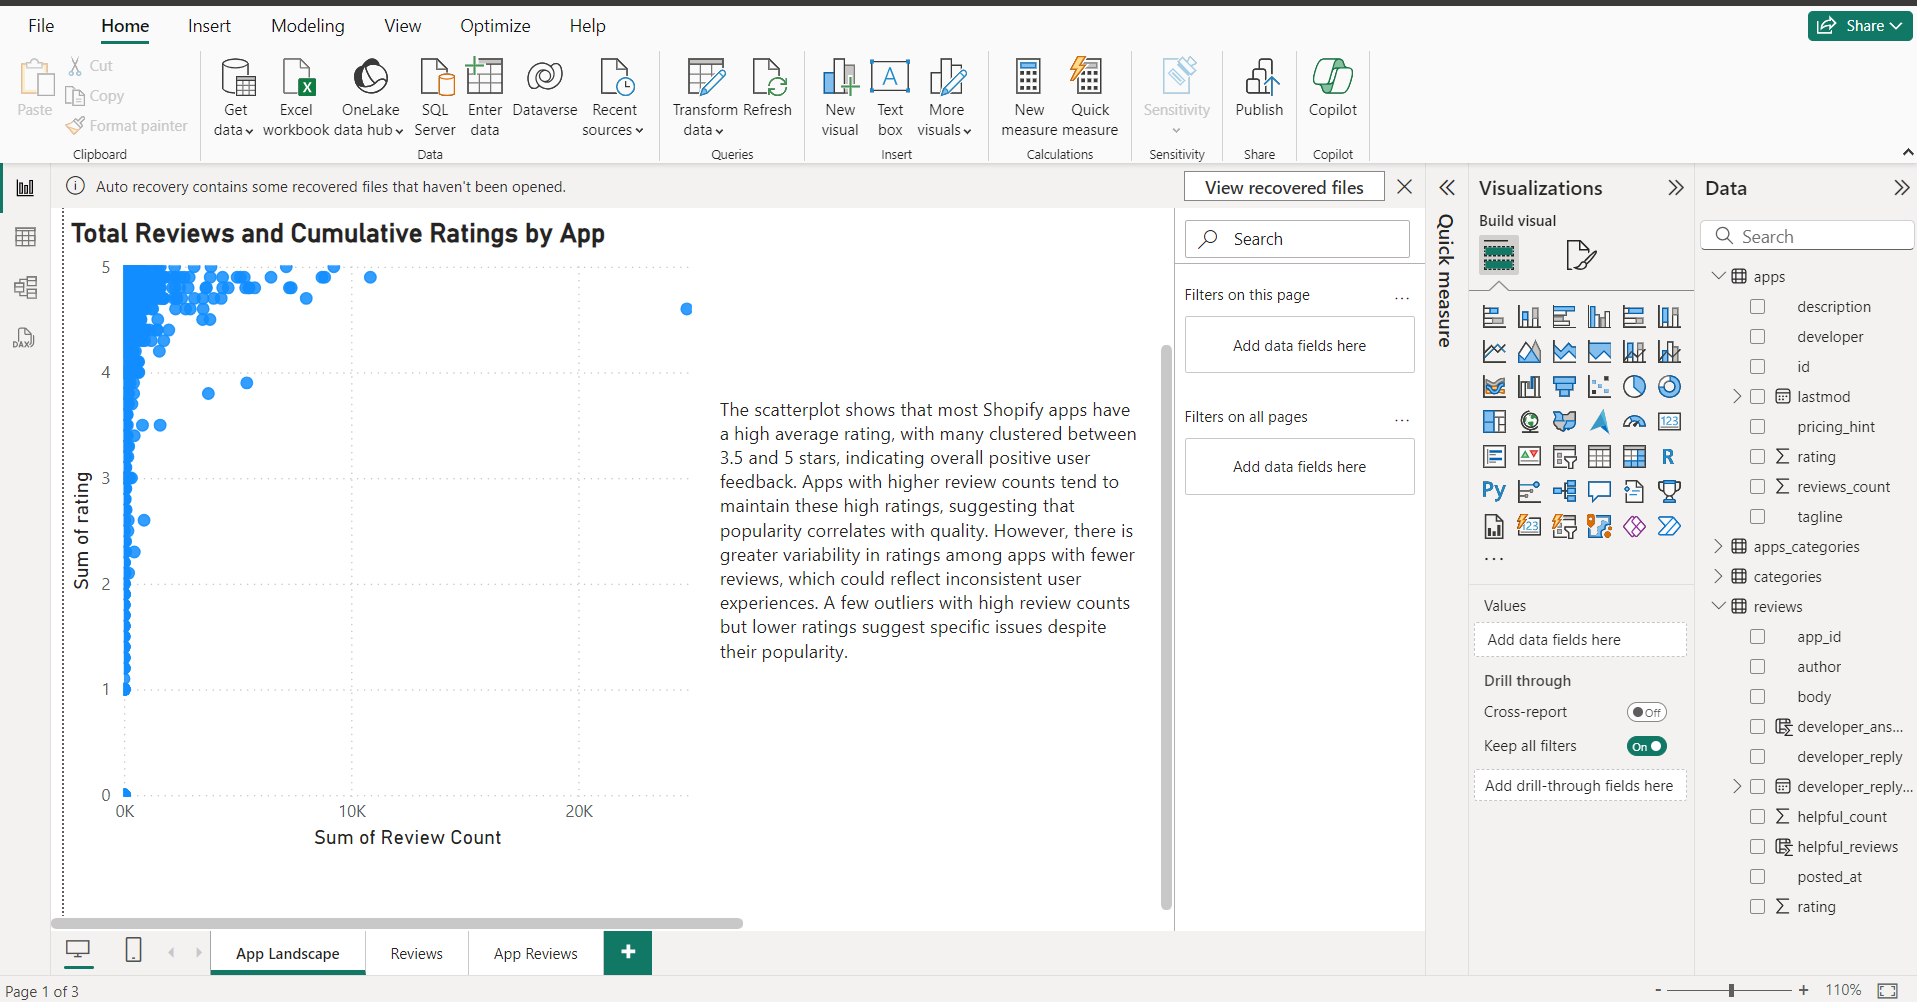 File
Home
Insert
Modeling
View
Optimize
Help
Share
Paste
Cut
Copy
Format painter
Clipboard
Get data
Excel workbook
OneLake data hub
SQL Server
Enter data
Dataverse
Recent sources
Data
Transform data
Refresh
Queries
New visual
Text box
More visuals
Insert
New measure
Quick measure
Calculations
Sensitivity
Sensitivity
Publish
Share
Copilot
Copilot
Auto recovery contains some recovered files that haven't been opened.
View recovered files
Total Reviews and Cumulative Ratings by App
5
4
3
2
1
0
Sum of rating
0K
10K
20K
Sum of Review Count
The scatterplot shows that most Shopify apps have
a high average rating, with many clustered between
3.5 and 5 stars, indicating overall positive user
feedback. Apps with higher review counts tend to
maintain these high ratings, suggesting that
popularity correlates with quality. However, there is
greater variability in ratings among apps with fewer
reviews, which could reflect inconsistent user
experiences. A few outliers with high review counts
but lower ratings suggest specific issues despite
their popularity.
Search
Filters on this page
...
Add data fields here
Filters on all pages
...
Add data fields here
Quick measure
Visualizations
Build visual
123
R
Py
123
...
Values
Add data fields here
Drill through
Cross-report
Off
Keep all filters
On
Add drill-through fields here
Data
Search
apps
description
developer
id
lastmod
pricing_hint
rating
reviews_count
tagline
apps_categories
categories
reviews
app_id
author
body
developer_ans...
developer_reply
developer_reply...
helpful_count
helpful_reviews
posted_at
rating
DAX
App Landscape
Reviews
App Reviews
+
Page 1 of 3
- + 110%